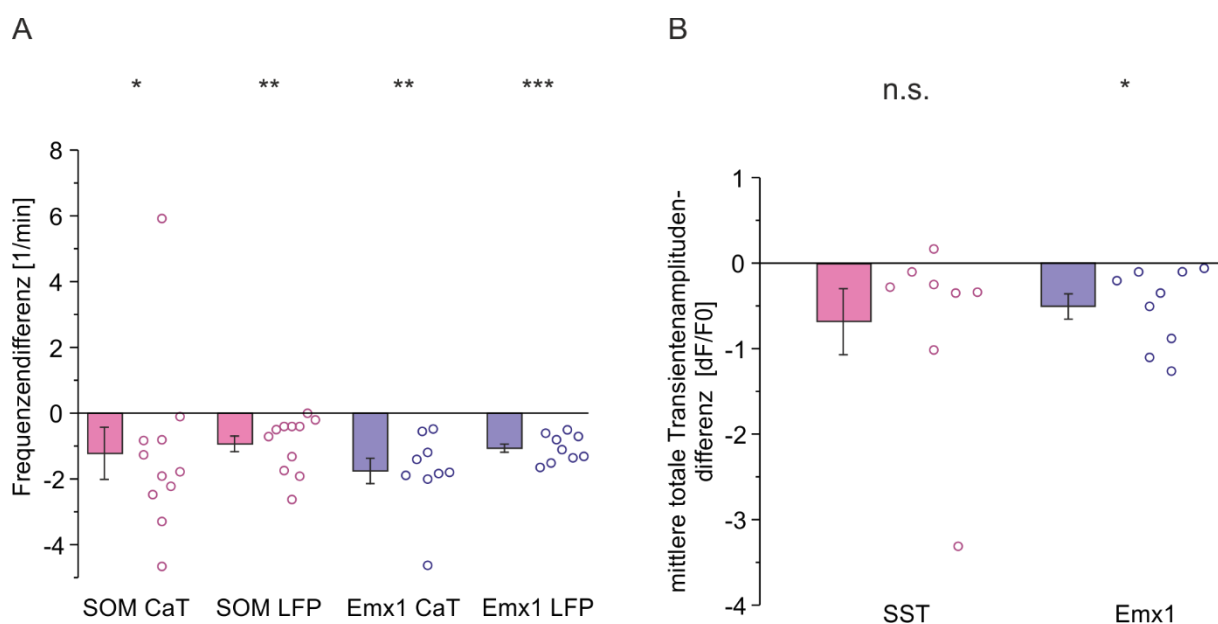 A
* ** ** ***
Frequenzendifferenz [1/min]
8
6
4
2
0
-2
-4
SOM CaT SOM LFP Emx1 CaT Emx1 LFP
B
n.s. *
mittlere totale Transientenamplituden-
differenz [dF/F0]
1
0
-1
-2
-3
-4
SST Emx1